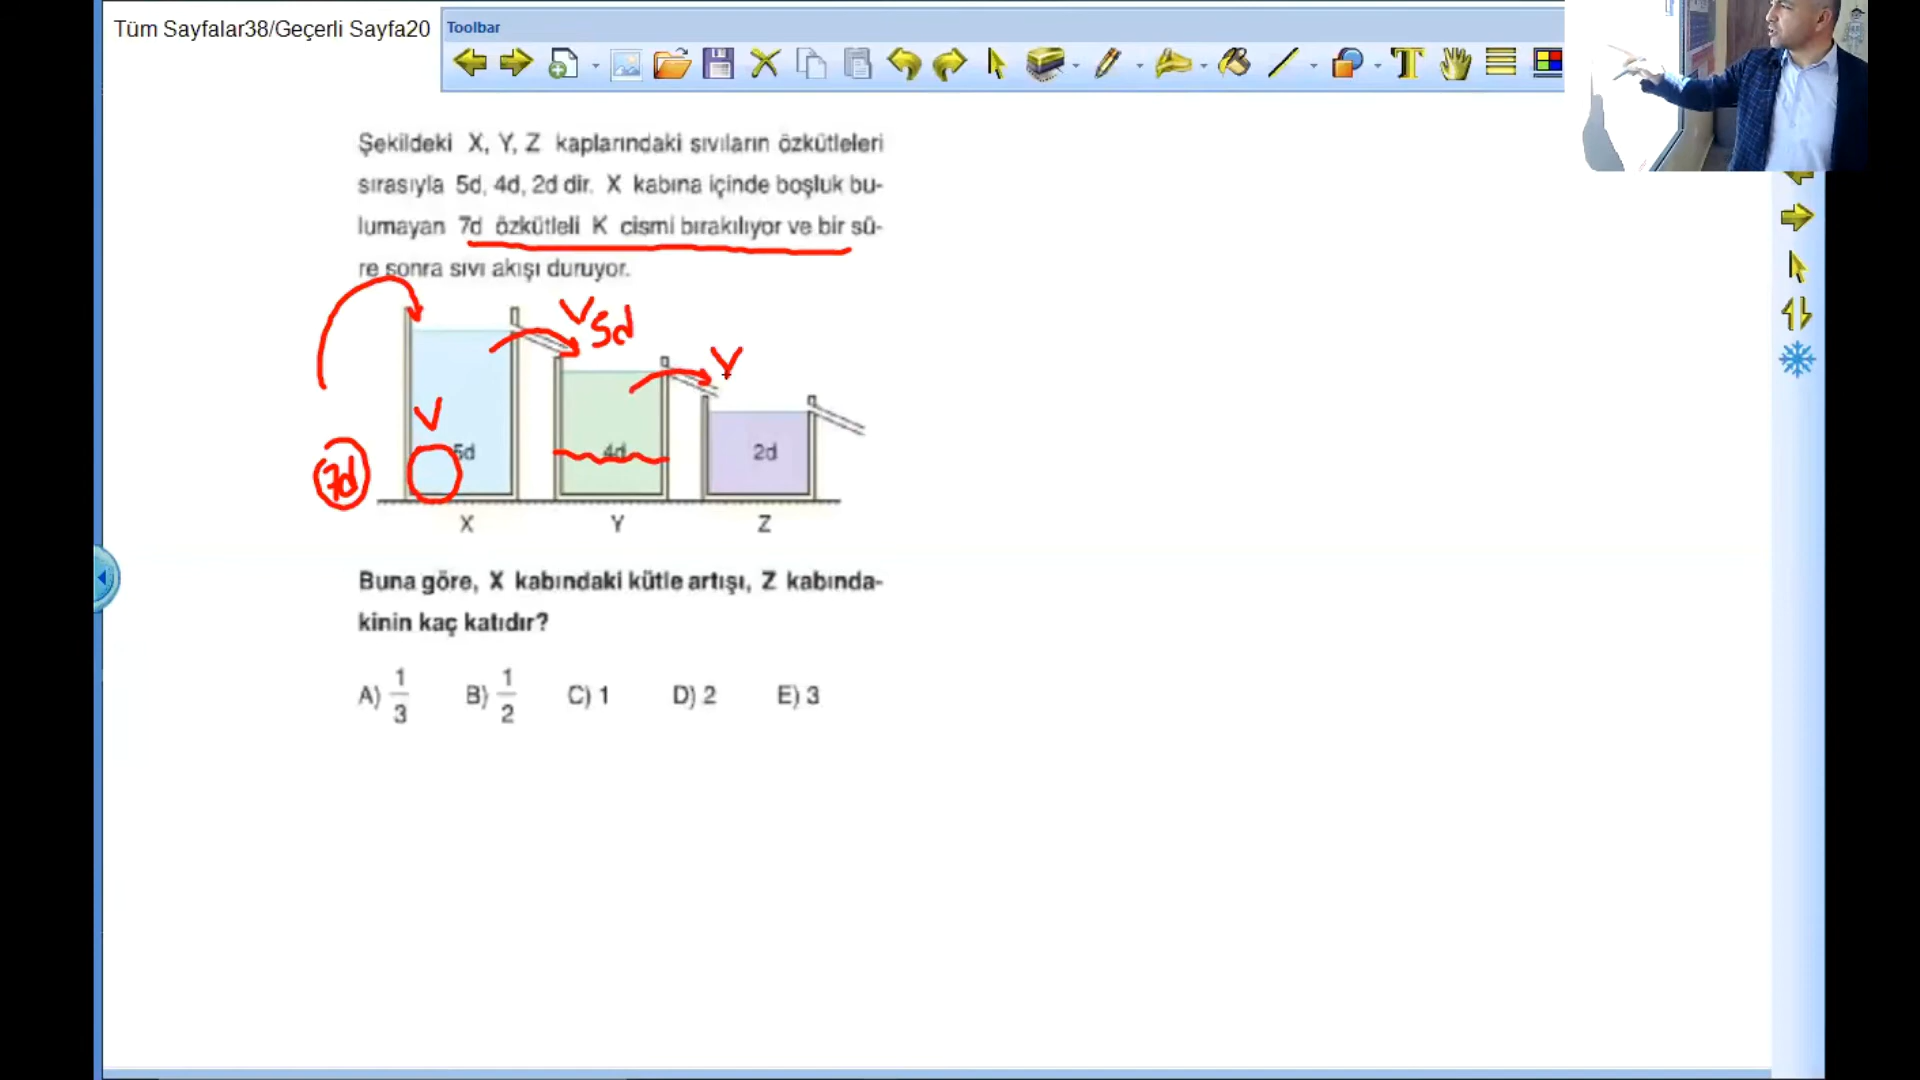 Tüm Sayfalar38/Geçerli Sayfa20
Toolbar
Şekildeki X, Y, Z kaplarındaki sıvıların özkütleleri
sırasıyla 5d, 4d, 2d dir. X kabına içinde boşluk bu-
lumayan 7d özkütleli K cismi bırakılıyor ve bir sü-
re sonra sıvı akışı duruyor.
V
5d
V
V
7d
5d
4d
2d
X
Y
Z
Buna göre, X kabındaki kütle artışı, Z kabında-
kinin kaç katıdır?
A) 1/3 B) 1/2 C) 1 D) 2 E) 3